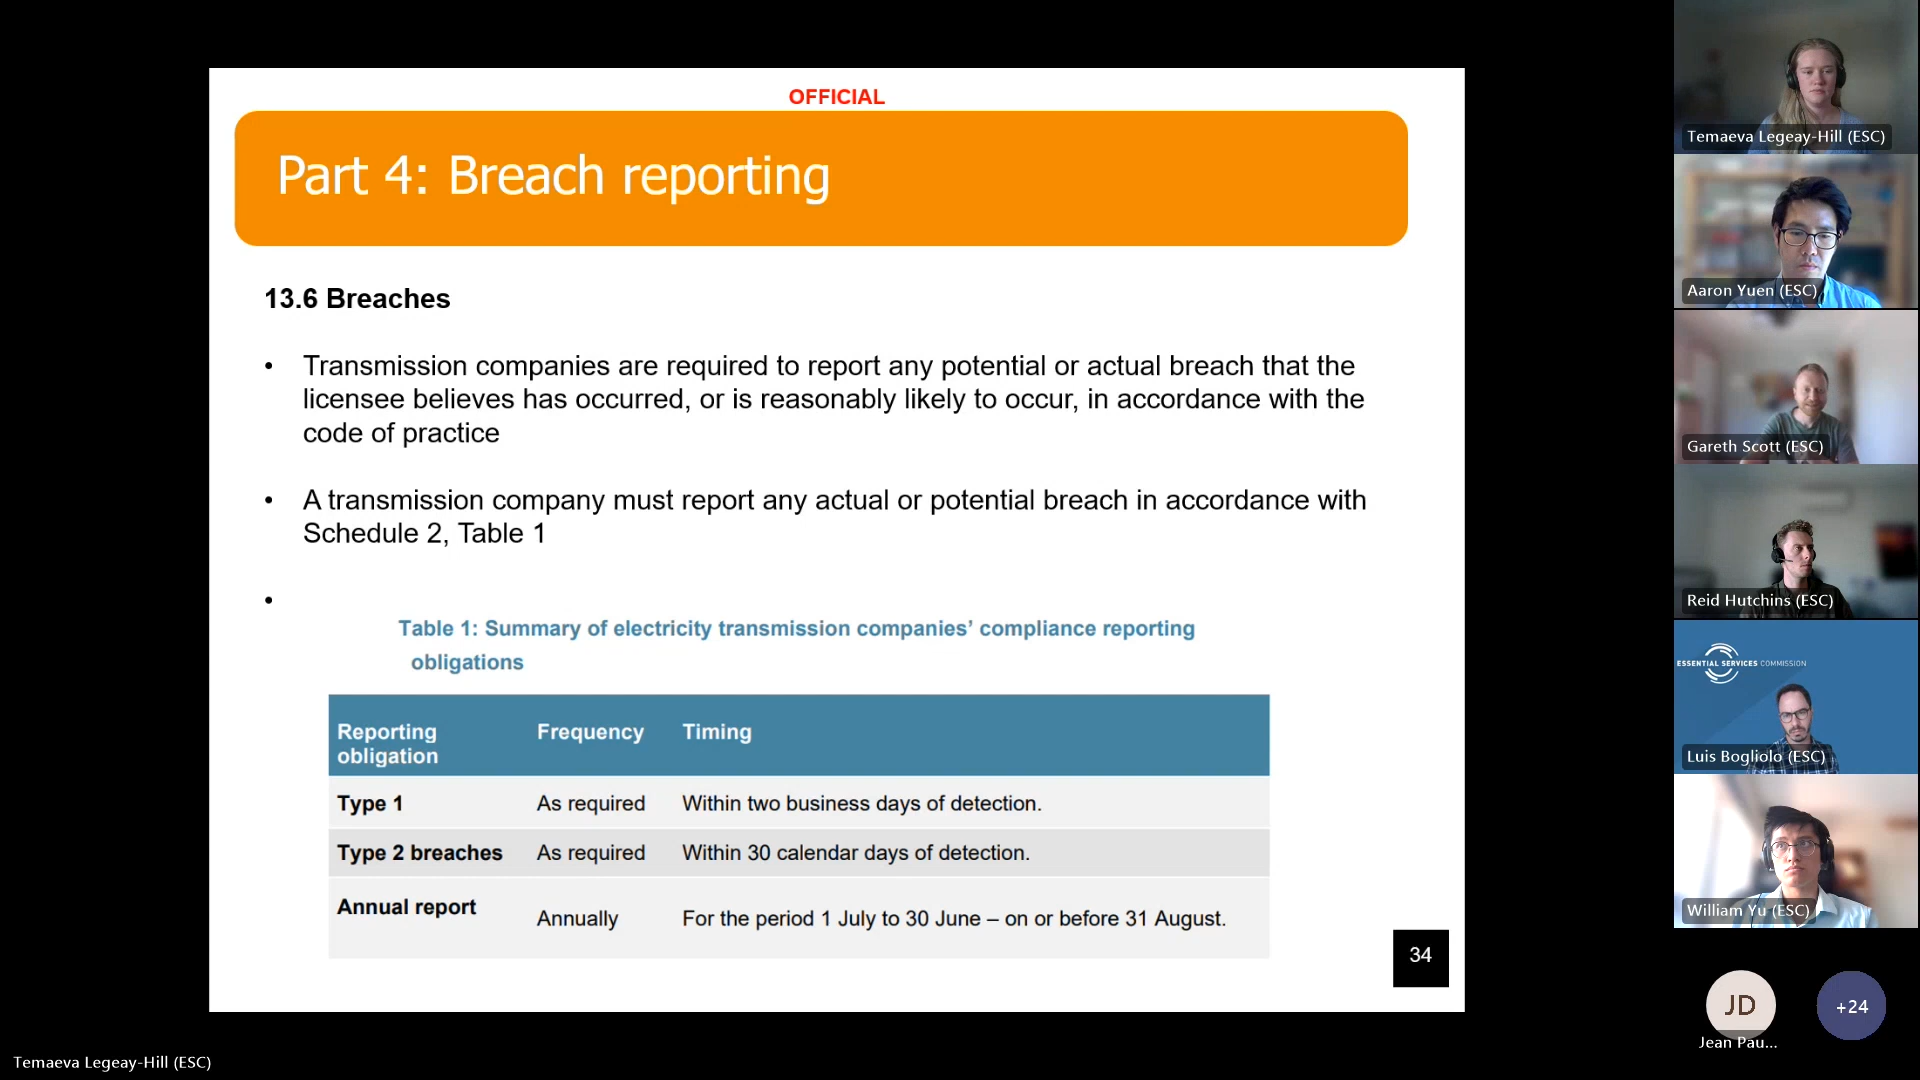 OFFICIAL
Part 4: Breach reporting
13.6 Breaches
• Transmission companies are required to report any potential or actual breach that the
licensee believes has occurred, or is reasonably likely to occur, in accordance with the
code of practice
• A transmission company must report any actual or potential breach in accordance with
Schedule 2, Table 1
•
Table 1: Summary of electricity transmission companies’ compliance reporting
obligations
Reporting obligation Frequency Timing
Type 1 As required Within two business days of detection.
Type 2 breaches As required Within 30 calendar days of detection.
Annual report Annually For the period 1 July to 30 June – on or before 31 August.
34
Temaeva Legeay-Hill (ESC)
Aaron Yuen (ESC)
Gareth Scott (ESC)
Reid Hutchins (ESC)
ESSENTIAL SERVICES COMMISSION
Luis Bogliolo (ESC)
William Yu (ESC)
JD
+24
Jean Pau...
Temaeva Legeay-Hill (ESC)